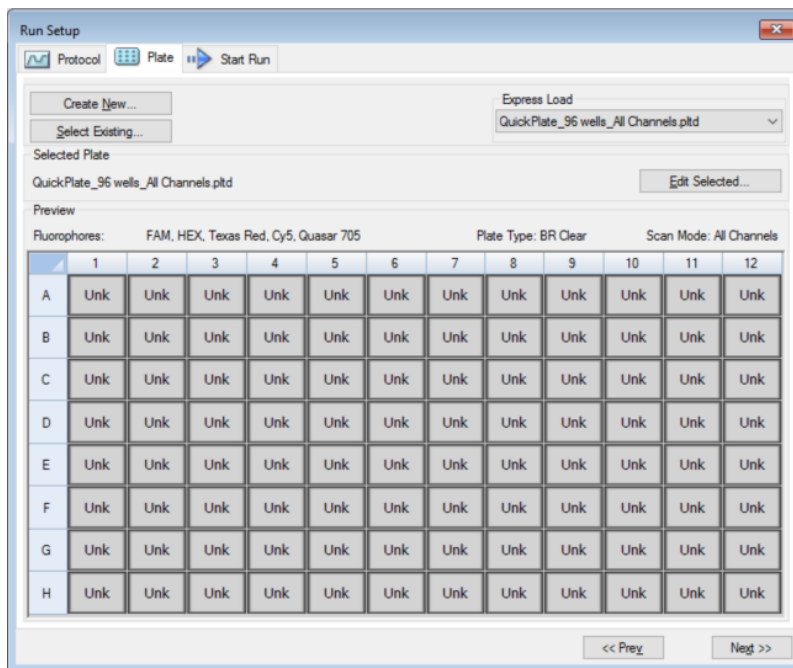 Run Setup
Protocol Plate Start Run
Create New...
Express Load
QuickPlate_96 wells_All Channels.pltd
Select Existing...
Selected Plate
QuickPlate_96 wells_All Channels.pltd
Edit Selected...
Preview
Fluorophores: FAM, HEX, Texas Red, Cy5, Quasar 705 Plate Type: BR Clear Scan Mode: All Channels
1 2 3 4 5 6 7 8 9 10 11 12
A Unk Unk Unk Unk Unk Unk Unk Unk Unk Unk Unk Unk
B Unk Unk Unk Unk Unk Unk Unk Unk Unk Unk Unk Unk
C Unk Unk Unk Unk Unk Unk Unk Unk Unk Unk Unk Unk
D Unk Unk Unk Unk Unk Unk Unk Unk Unk Unk Unk Unk
E Unk Unk Unk Unk Unk Unk Unk Unk Unk Unk Unk Unk
F Unk Unk Unk Unk Unk Unk Unk Unk Unk Unk Unk Unk
G Unk Unk Unk Unk Unk Unk Unk Unk Unk Unk Unk Unk
H Unk Unk Unk Unk Unk Unk Unk Unk Unk Unk Unk Unk
<< Prev Next >>